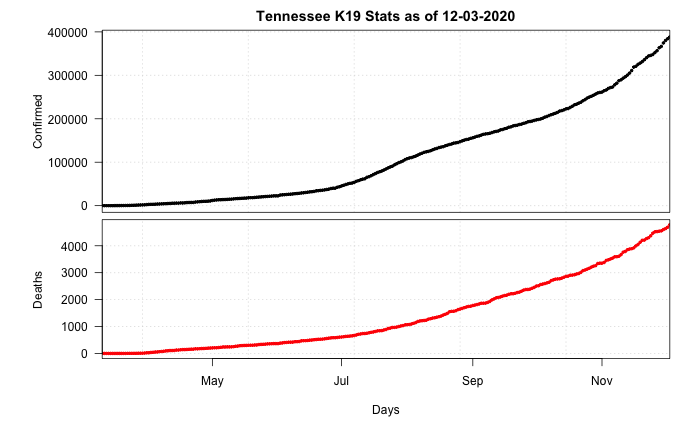 Tennessee K19 Stats as of 12-03-2020
400000
300000
200000
100000
0
Confirmed
4000
3000
2000
1000
0
Deaths
May Jul Sep Nov
Days